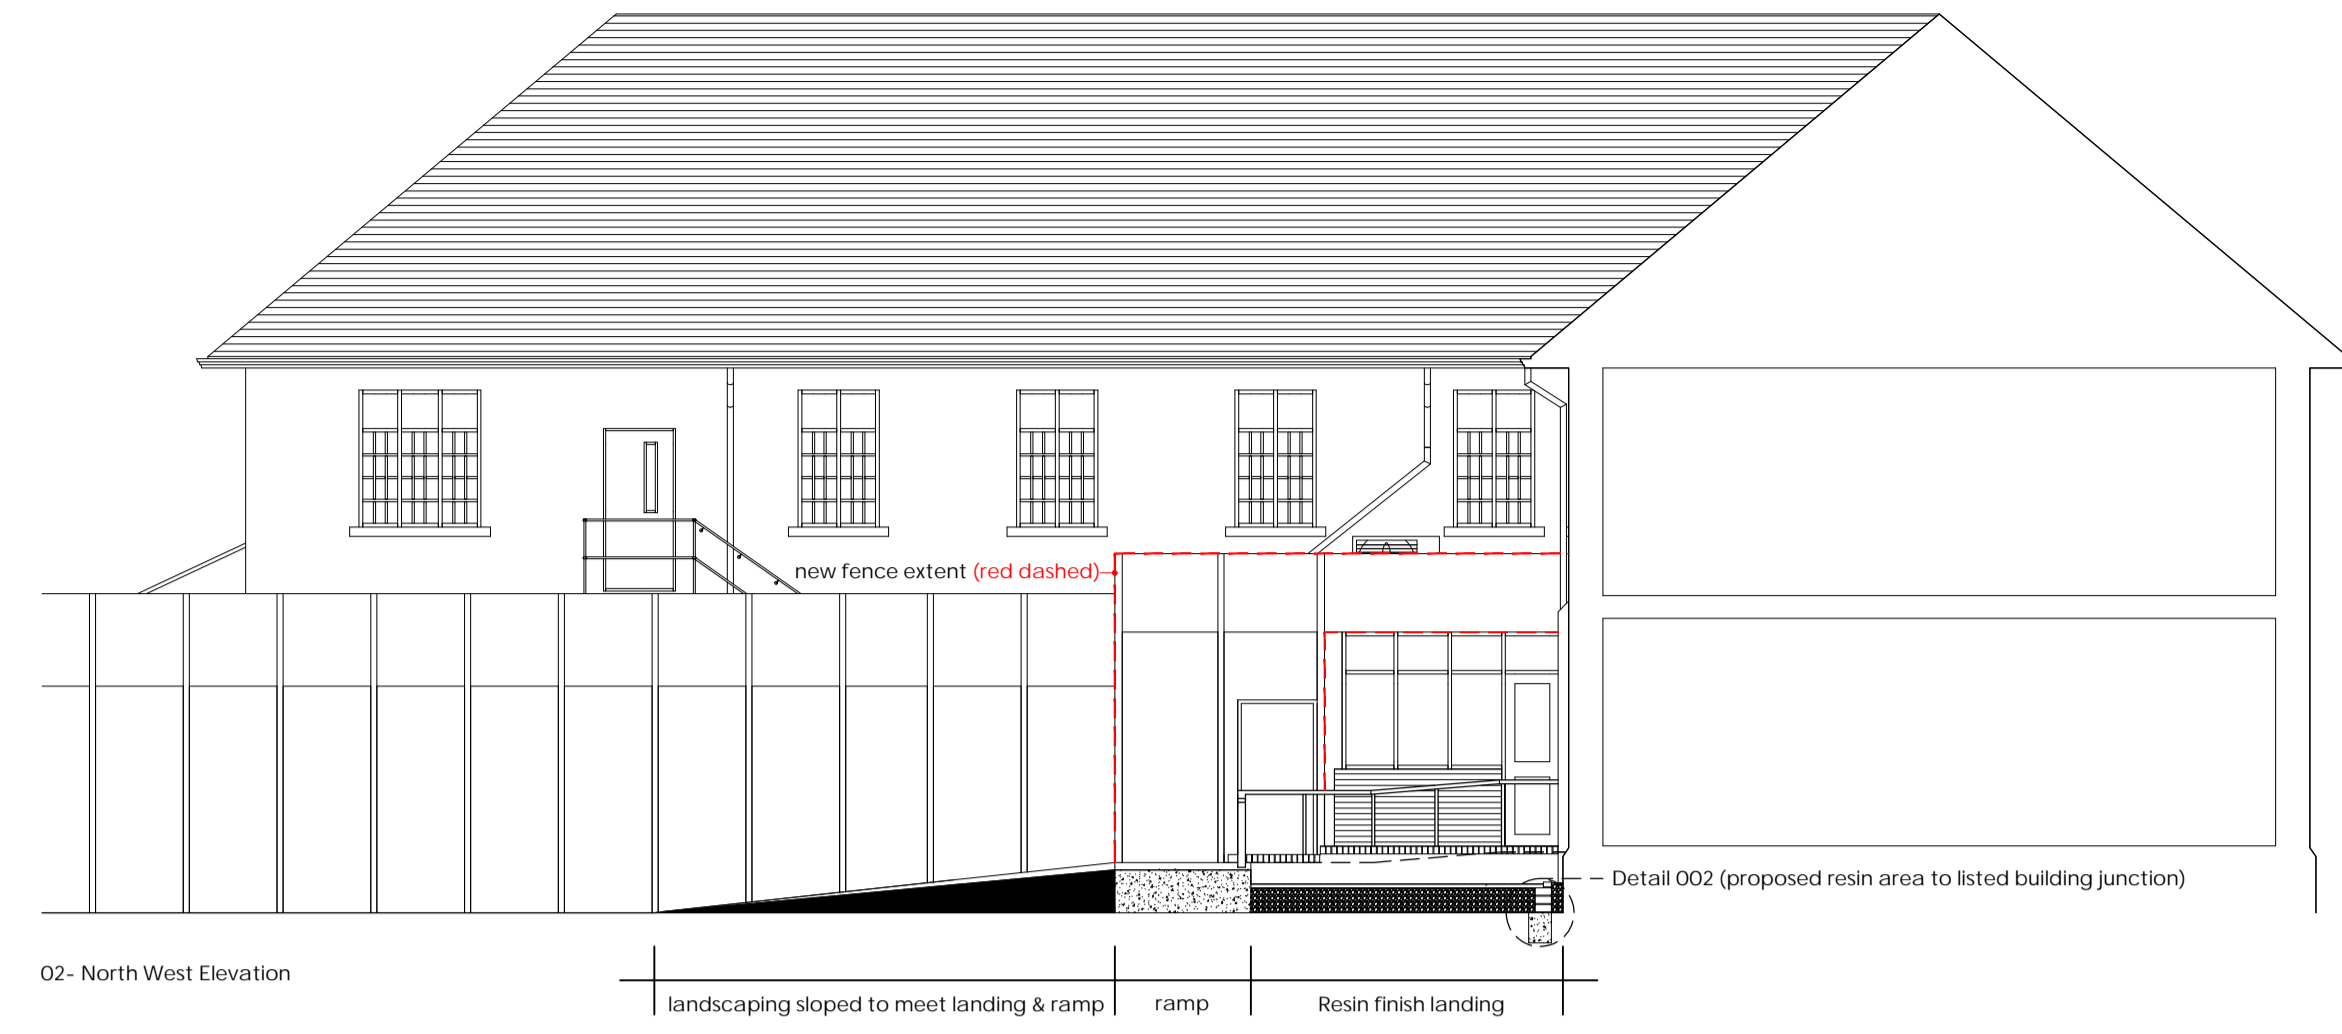 new fence extent (red dashed)
Detail 002 (proposed resin area to listed building junction)
02- North West Elevation
landscaping sloped to meet landing & ramp
ramp
Resin finish landing